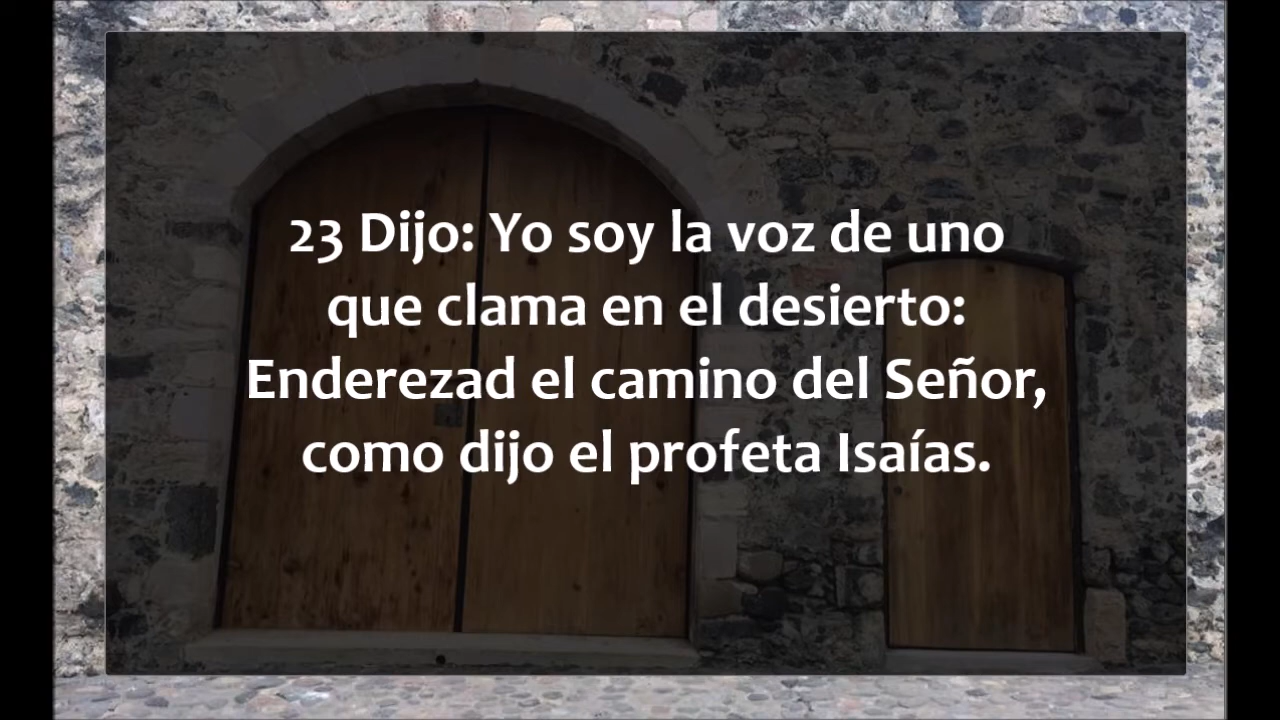 23 Dijo: Yo soy la voz de uno
que clama en el desierto:
Enderezad el camino del Señor,
como dijo el profeta Isaías.